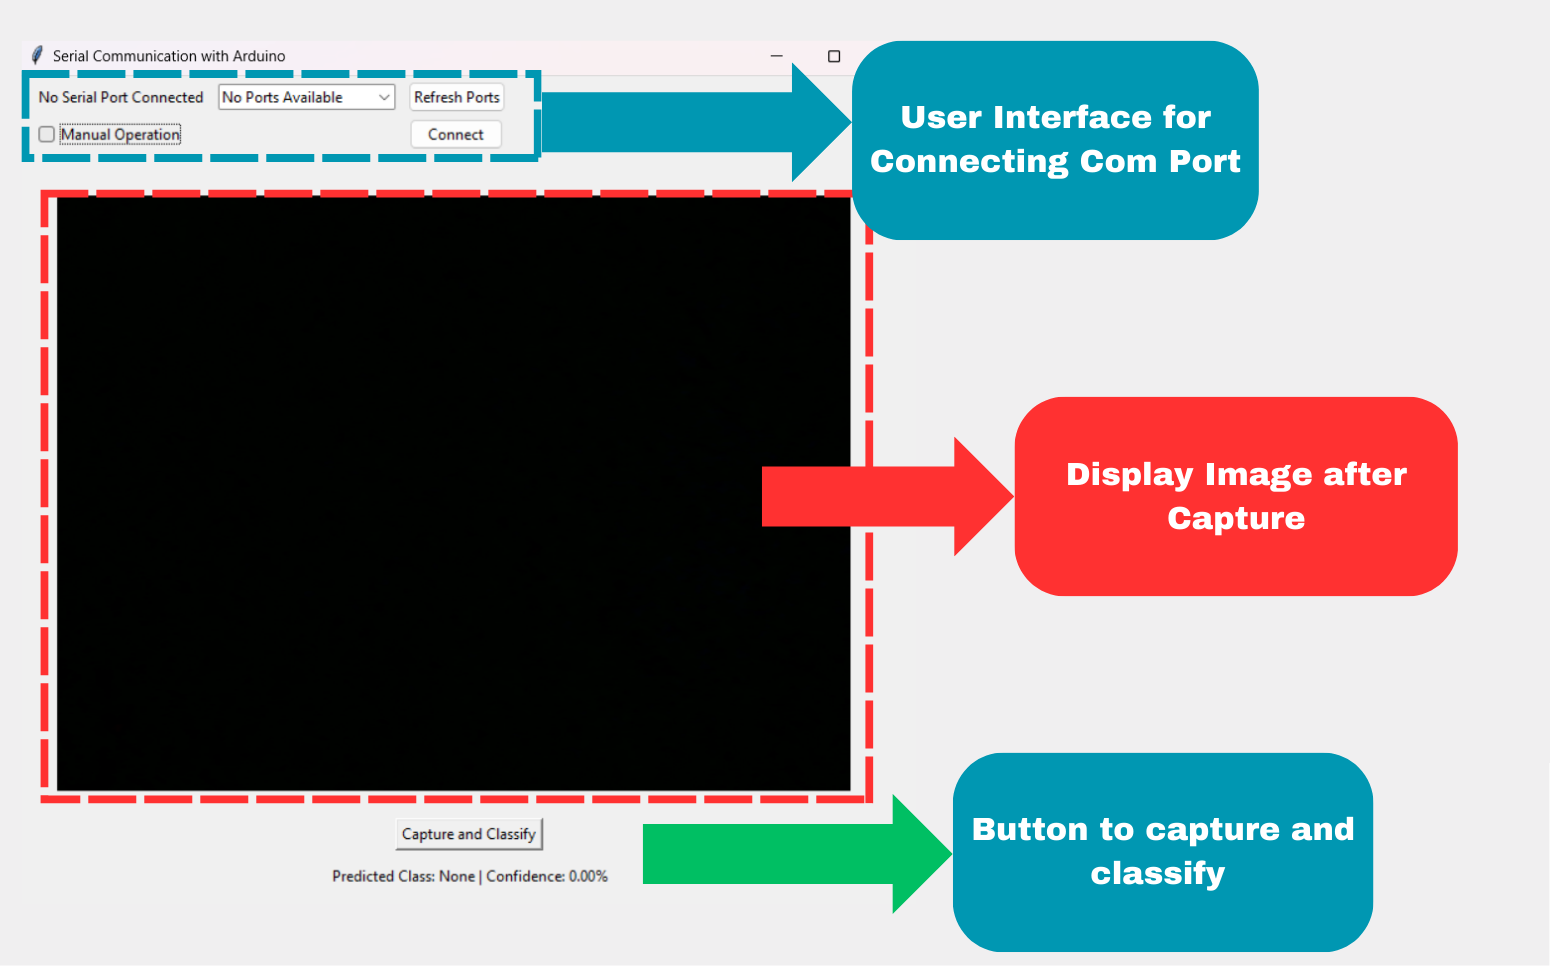 Serial Communication with Arduino
No Serial Port Connected No Ports Available Refresh Ports
Manual Operation Connect
User Interface for
Connecting Com Port
Display Image after
Capture
Capture and Classify
Predicted Class: None | Confidence: 0.00%
Button to capture and
classify